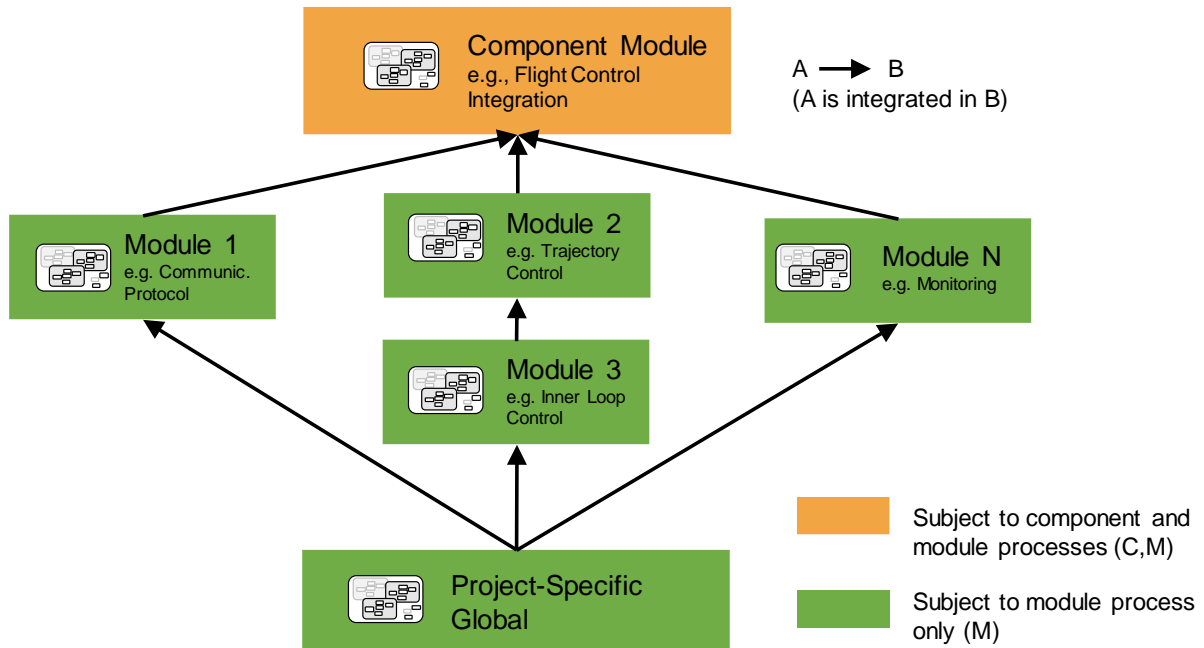 Component Module
e.g., Flight Control
Integration
A B
(A is integrated in B)
Module 1
e.g. Communic.
Protocol
Module 2
e.g. Trajectory
Control
Module N
e.g. Monitoring
Module 3
e.g. Inner Loop
Control
Project-Specific
Global
Subject to component and
module processes (C,M)
Subject to module process
only (M)